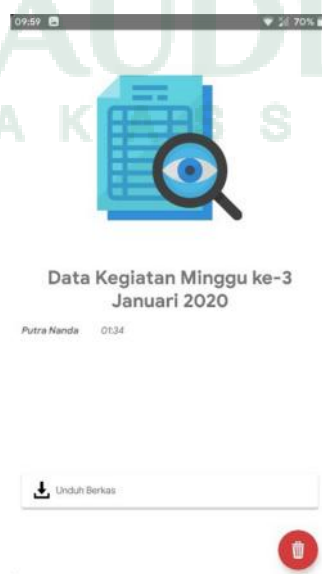 09:59 70%
Data Kegiatan Minggu ke-3
Januari 2020
Putra Nanda 01:34
Unduh Berkas